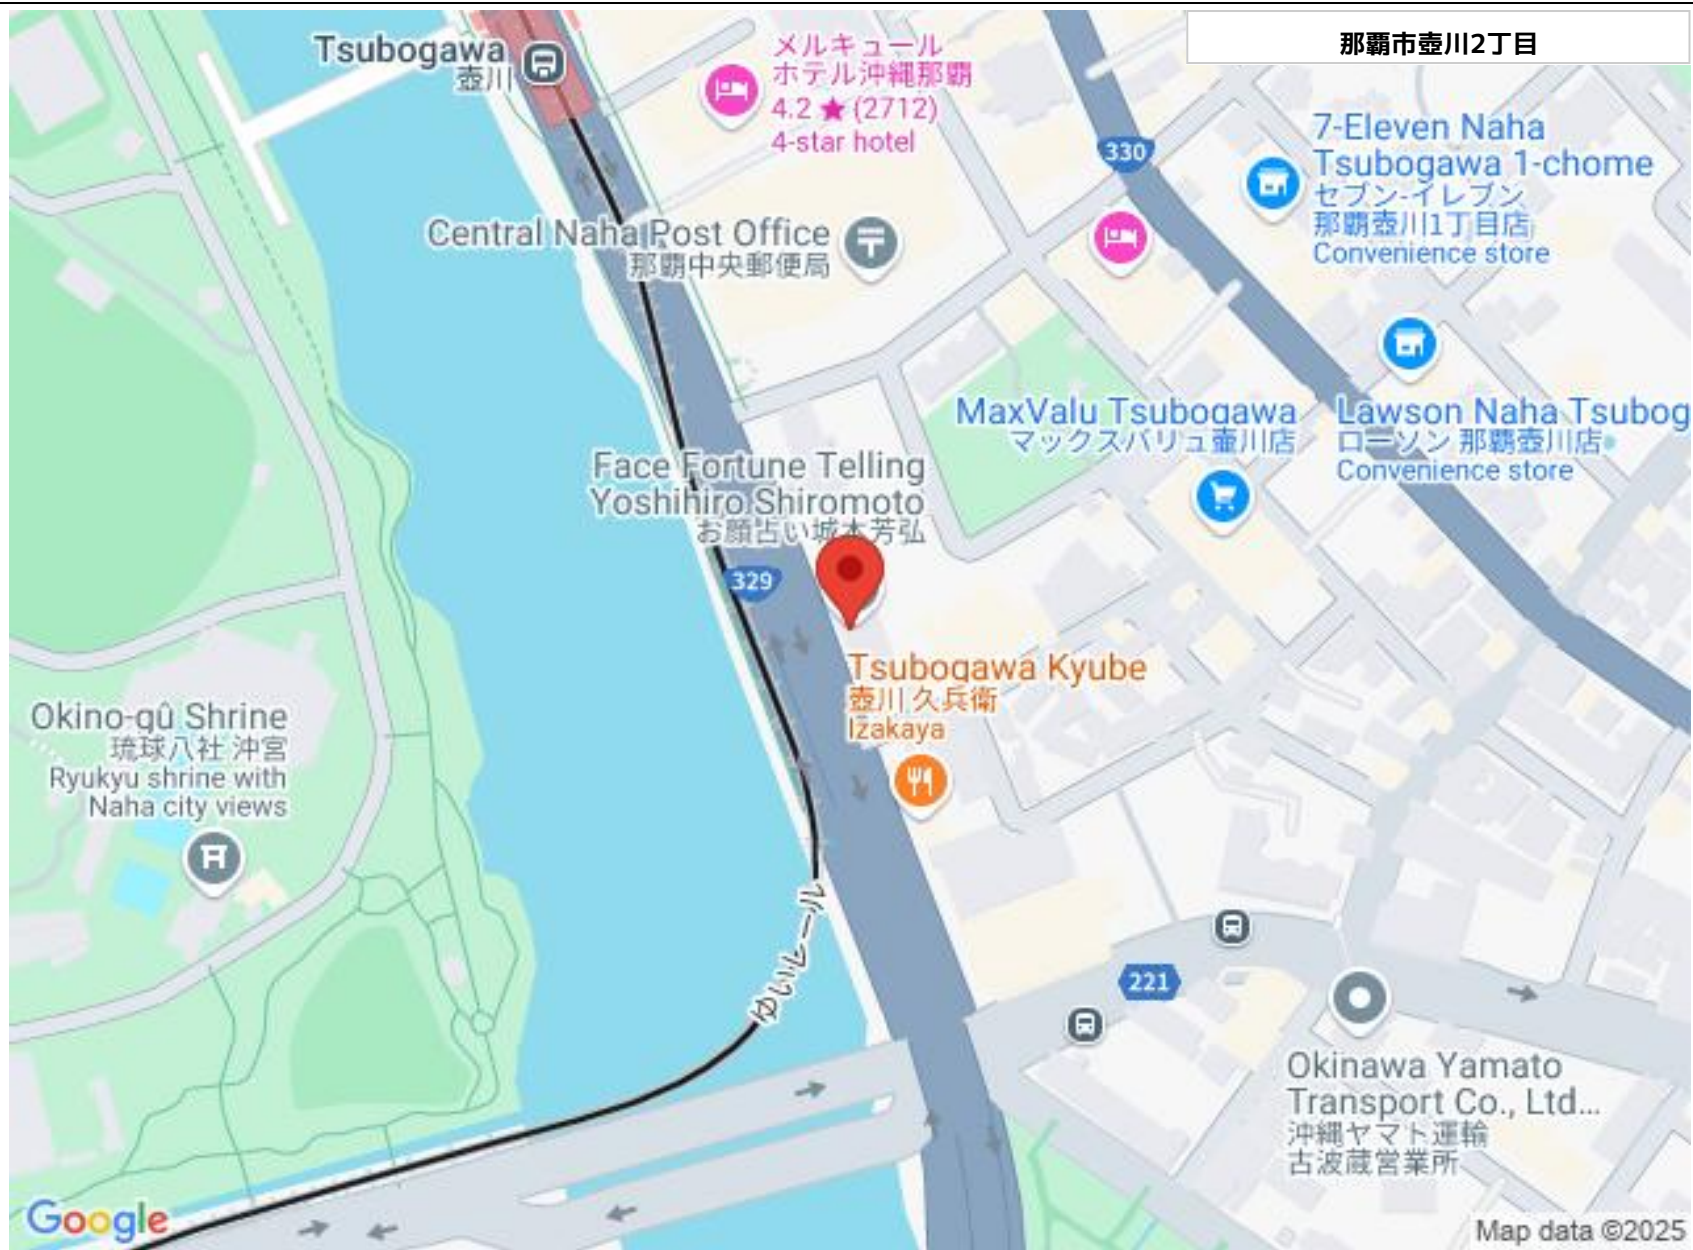 那覇市壺川2丁目
Tsubogawa
壺川
メルキュール
ホテル沖縄那覇
4.2 ★ (2712)
4-star hotel
330
7-Eleven Naha
Tsubogawa 1-chome
セブン-イレブン
那覇壺川1丁目店
Convenience store
Central Naha Post Office
那覇中央郵便局
MaxValu Tsubogawa
マックスバリュ壷川店
Lawson Naha Tsubog
ローソン 那覇壺川店
Convenience store
Face Fortune Telling
Yoshihiro Shiromoto
お顔占い城本芳弘
329
Tsubogawa Kyube
壺川 久兵衛
Izakaya
Okino-gû Shrine
琉球八社 沖宮
Ryukyu shrine with
Naha city views
ゆいレール
221
Okinawa Yamato
Transport Co., Ltd...
沖縄ヤマト運輸
古波蔵営業所
Google
Map data ©2025